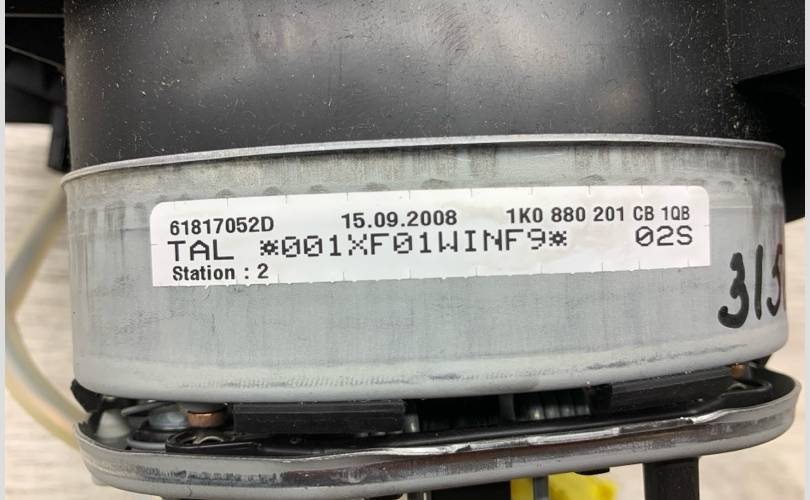 61817052D 15.09.2008 1K0 880 201 CB 1QB
TAL *001XF01WINF9* 02S
Station : 2